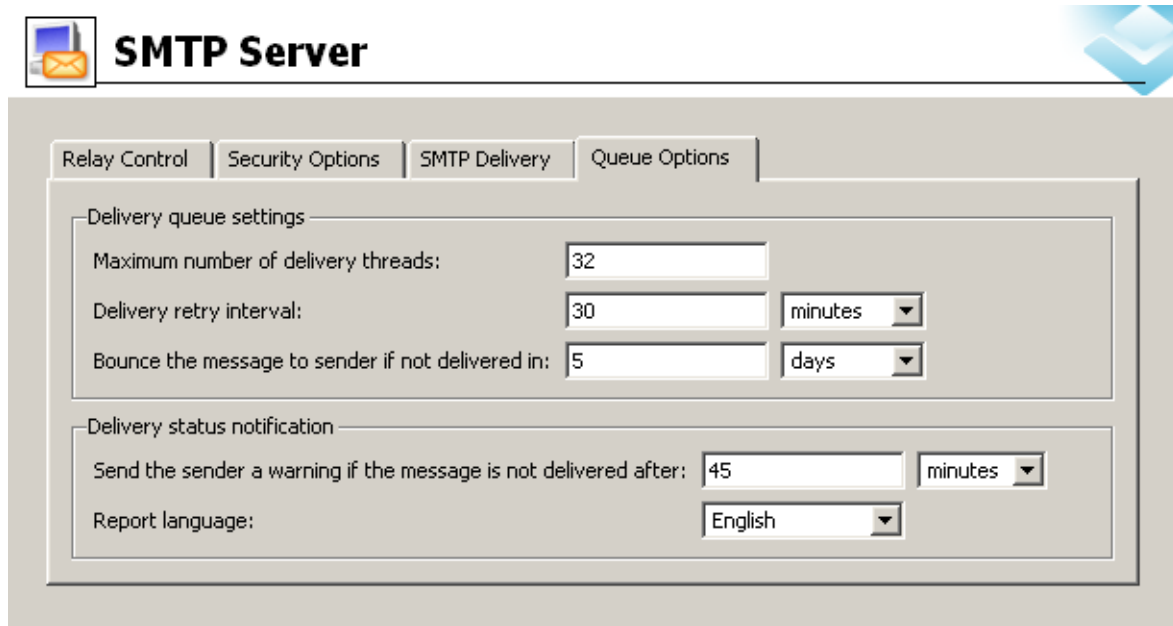 SMTP Server
Relay Control Security Options SMTP Delivery Queue Options
Delivery queue settings
Maximum number of delivery threads: 32
Delivery retry interval: 30 minutes
Bounce the message to sender if not delivered in: 5 days
Delivery status notification
Send the sender a warning if the message is not delivered after: 45 minutes
Report language: English